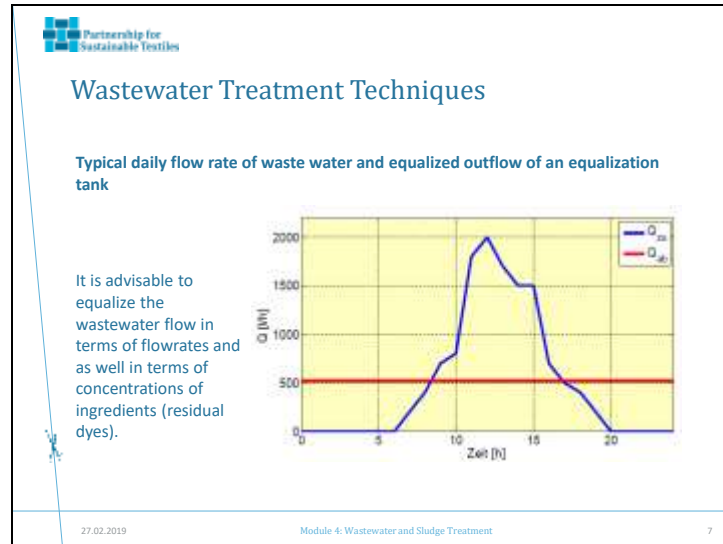 Partnership for
Sustainable Textiles
Wastewater Treatment Techniques
Typical daily flow rate of waste water and equalized outflow of an equalization
tank
It is advisable to
equalize the
wastewater flow in
terms of flowrates and
as well in terms of
concentrations of
ingredients (residual
dyes).
2000
1500
1000
500
0
Q [l/h]
0 5 10 15 20
Zeit [h]
Q zu
Q ab
27.02.2019 Module 4: Wastewater and Sludge Treatment 7